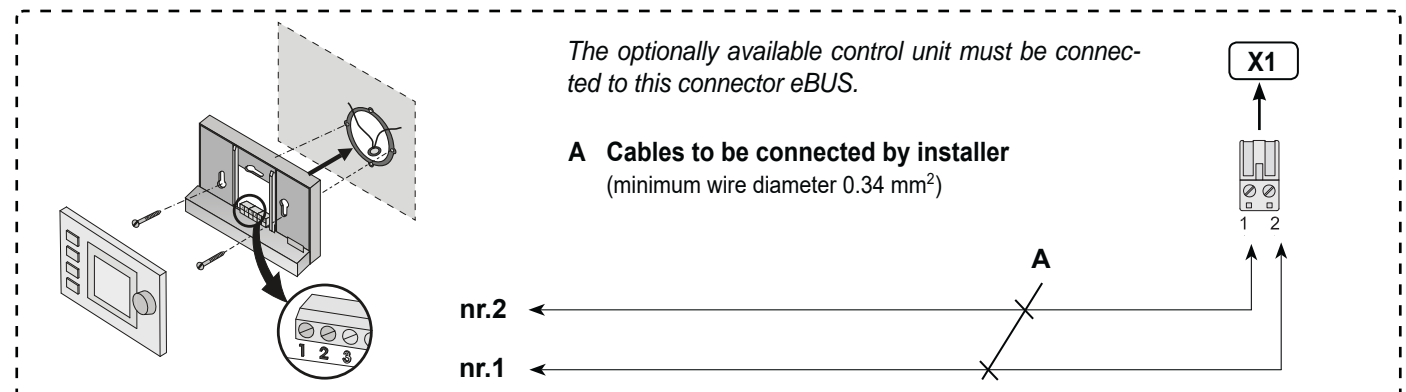 The optionally available control unit must be connec-
ted to this connector eBUS.
X1
A Cables to be connected by installer
(minimum wire diameter 0.34 mm²)
1 2
A
nr.2
1 2 3
nr.1